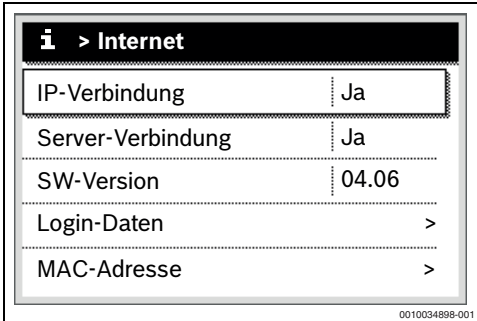 i > Internet
IP-Verbindung Ja
Server-Verbindung Ja
SW-Version 04.06
Login-Daten >
MAC-Adresse >
0010034898-001